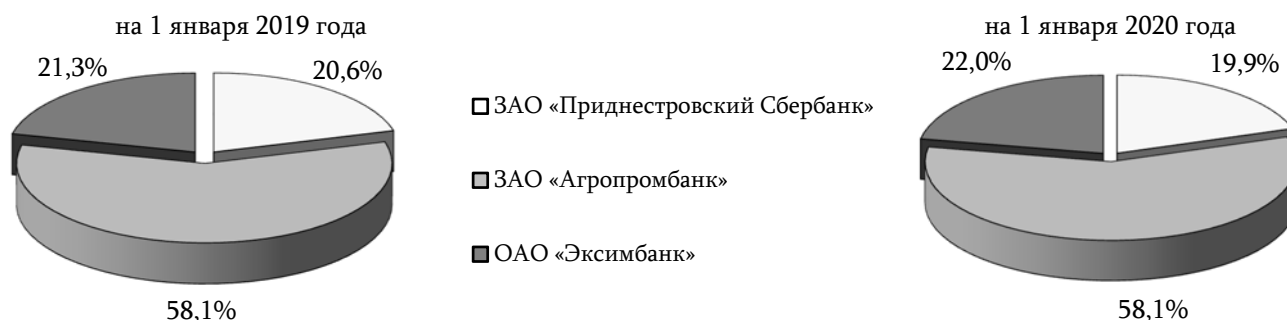 на 1 января 2019 года
21,3%
20,6%
58,1%
ЗАО «Приднестровский Сбербанк»
ЗАО «Агропромбанк»
ОАО «Эксимбанк»
на 1 января 2020 года
22,0%
19,9%
58,1%